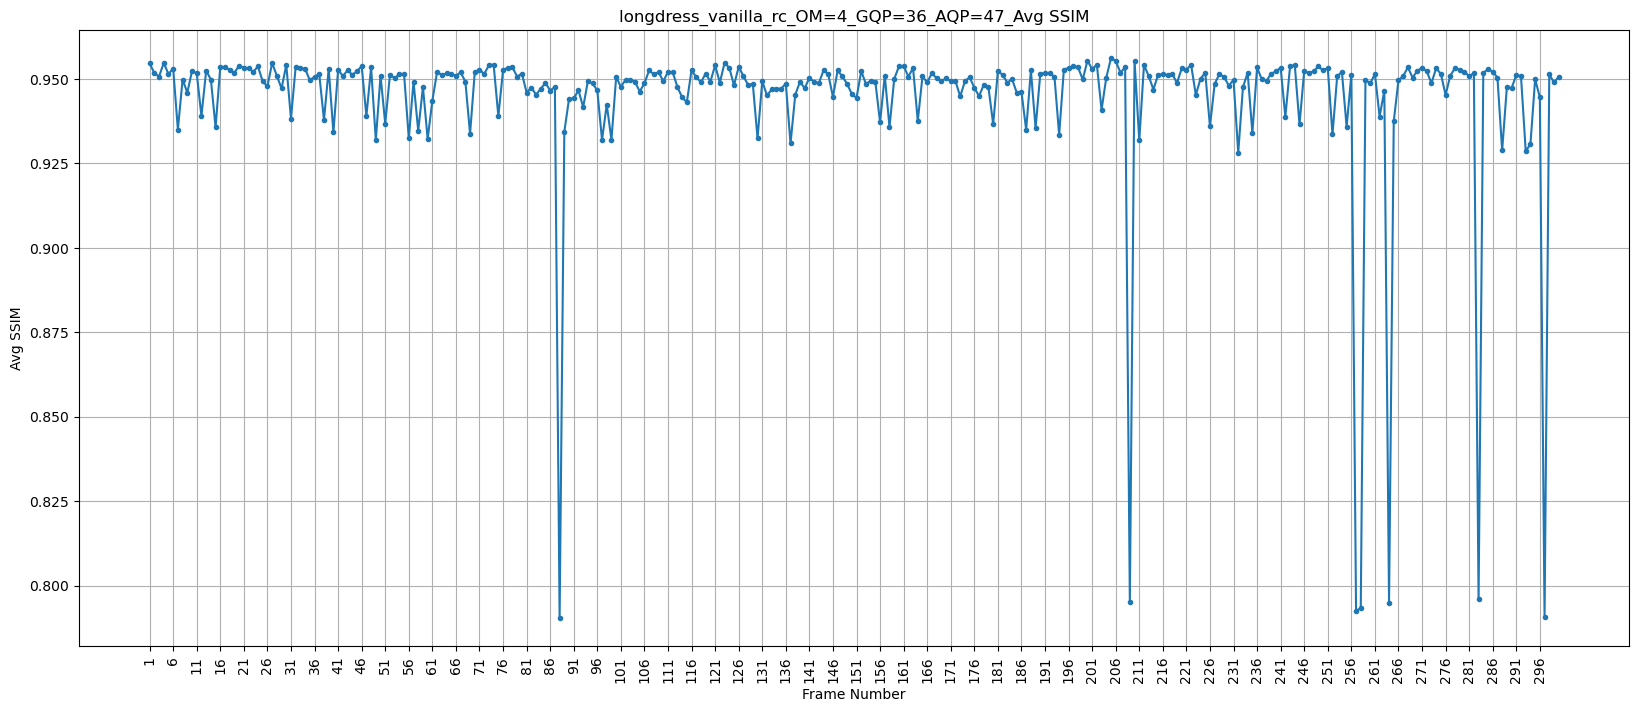 longdress_vanilla_rc_OM=4_GQP=36_AQP=47_Avg SSIM
Avg SSIM
0.950
0.925
0.900
0.875
0.850
0.825
0.800
1 6 11 16 21 26 31 36 41 46 51 56 61 66 71 76 81 86 91 96 101 106 111 116 121 126 131 136 141 146 151 156 161 166 171 176 181 186 191 196 201 206 211 216 221 226 231 236 241 246 251 256 261 266 271 276 281 286 291 296
Frame Number